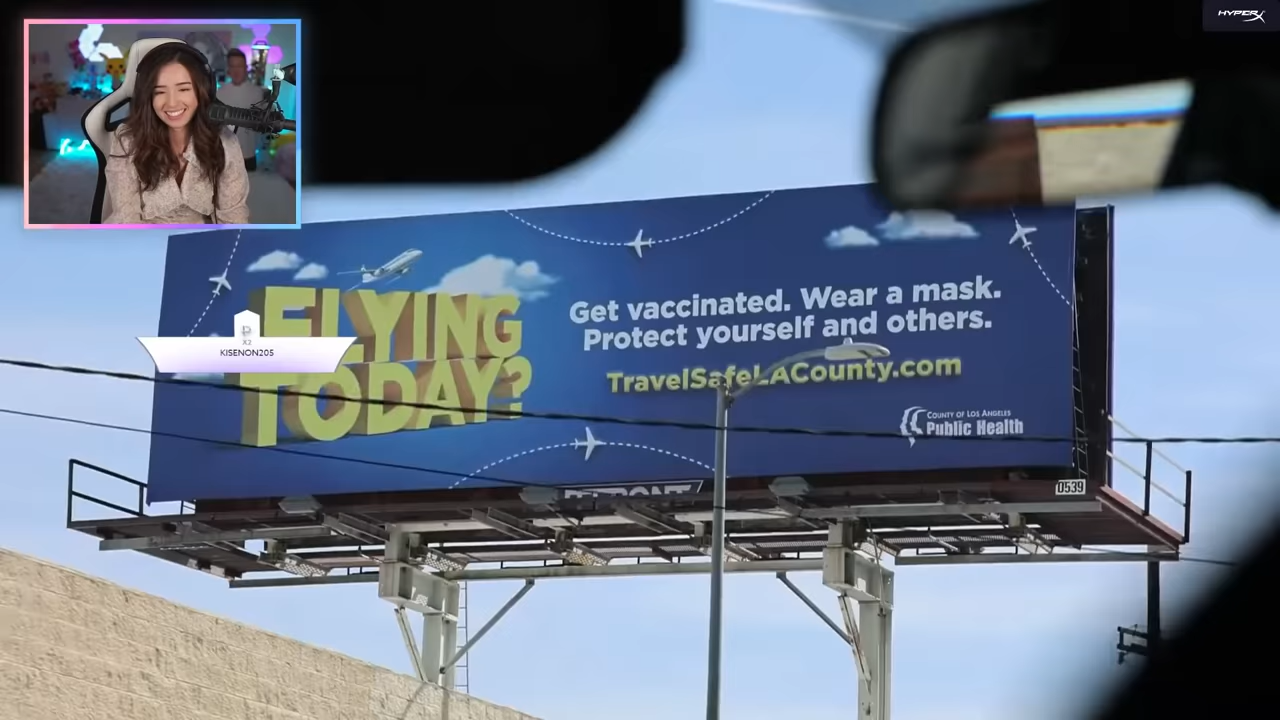 HYPERX
FLYING
TODAY?
X2
KISENON205
Get vaccinated. Wear a mask.
Protect yourself and others.
TravelSafeLACounty.com
COUNTY OF LOS ANGELES
Public Health
0539